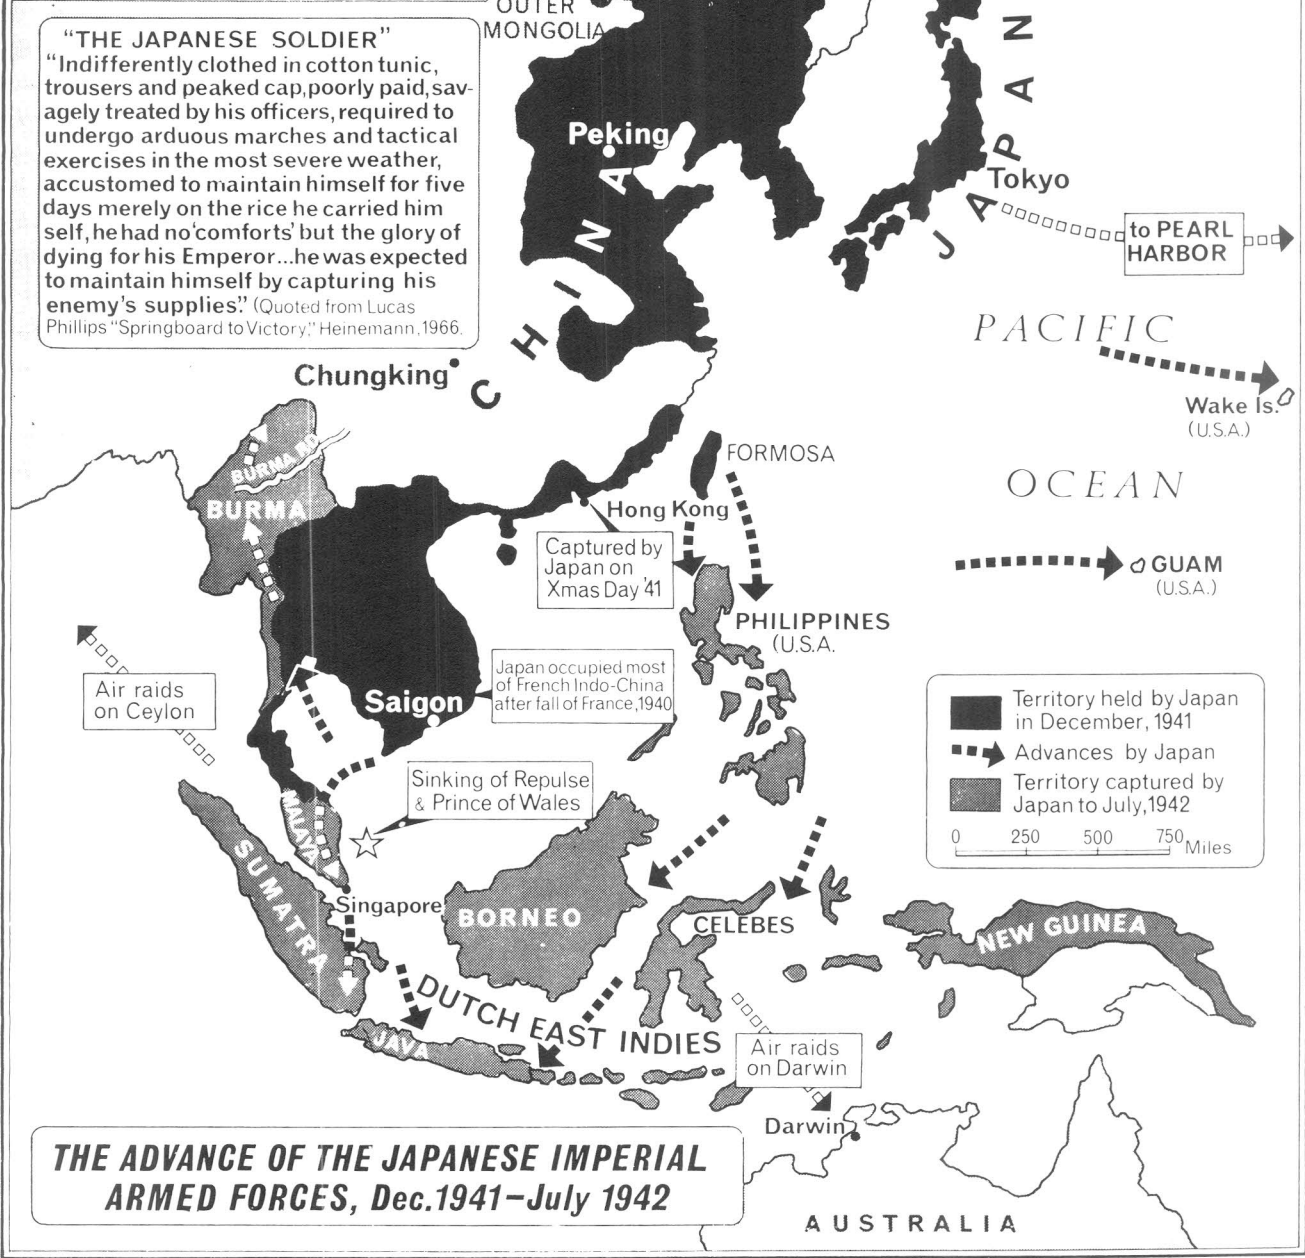 OUTER
MONGOLIA
"THE JAPANESE SOLDIER"
"Indifferently clothed in cotton tunic,
trousers and peaked cap, poorly paid, sav-
agely treated by his officers, required to
undergo arduous marches and tactical
exercises in the most severe weather,
accustomed to maintain himself for five
days merely on the rice he carried him
self, he had no 'comforts' but the glory of
dying for his Emperor...he was expected
to maintain himself by capturing his
enemy's supplies." (Quoted from Lucas
Phillips "Springboard to Victory," Heinemann, 1966.
Peking
CHINA
JAPAN
Tokyo
to PEARL
HARBOR
PACIFIC
Wake Is.
(U.S.A.)
Chungking
BURMA RD.
BURMA
FORMOSA
OCEAN
Hong Kong
Captured by
Japan on
Xmas Day '41
GUAM
(U.S.A.)
PHILIPPINES
(U.S.A.
Air raids
on Ceylon
Saigon
Japan occupied most
of French Indo-China
after fall of France, 1940
Territory held by Japan
in December, 1941
Advances by Japan
Territory captured by
Japan to July, 1942
0 250 500 750 Miles
Sinking of Repulse
& Prince of Wales
MALAYA
SUMATRA
Singapore
BORNEO
CELEBES
NEW GUINEA
DUTCH EAST INDIES
JAVA
Air raids
on Darwin
Darwin
THE ADVANCE OF THE JAPANESE IMPERIAL
ARMED FORCES, Dec. 1941–July 1942
AUSTRALIA